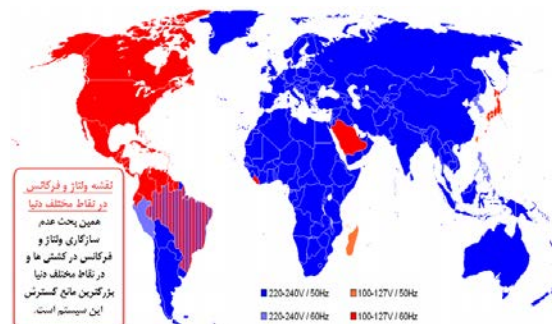 نقشه ولتاژ و فرکانس
در نقاط مختلف دنیا
همین بحث عدم
سازگاری ولتاژ و
فرکانس در کشتی ها و
در نقاط مختلف دنیا
بزرگترین مانع گسترش
این سیستم است.
220-240V / 50Hz
100-127V / 50Hz
220-240V / 60Hz
100-127V / 60Hz